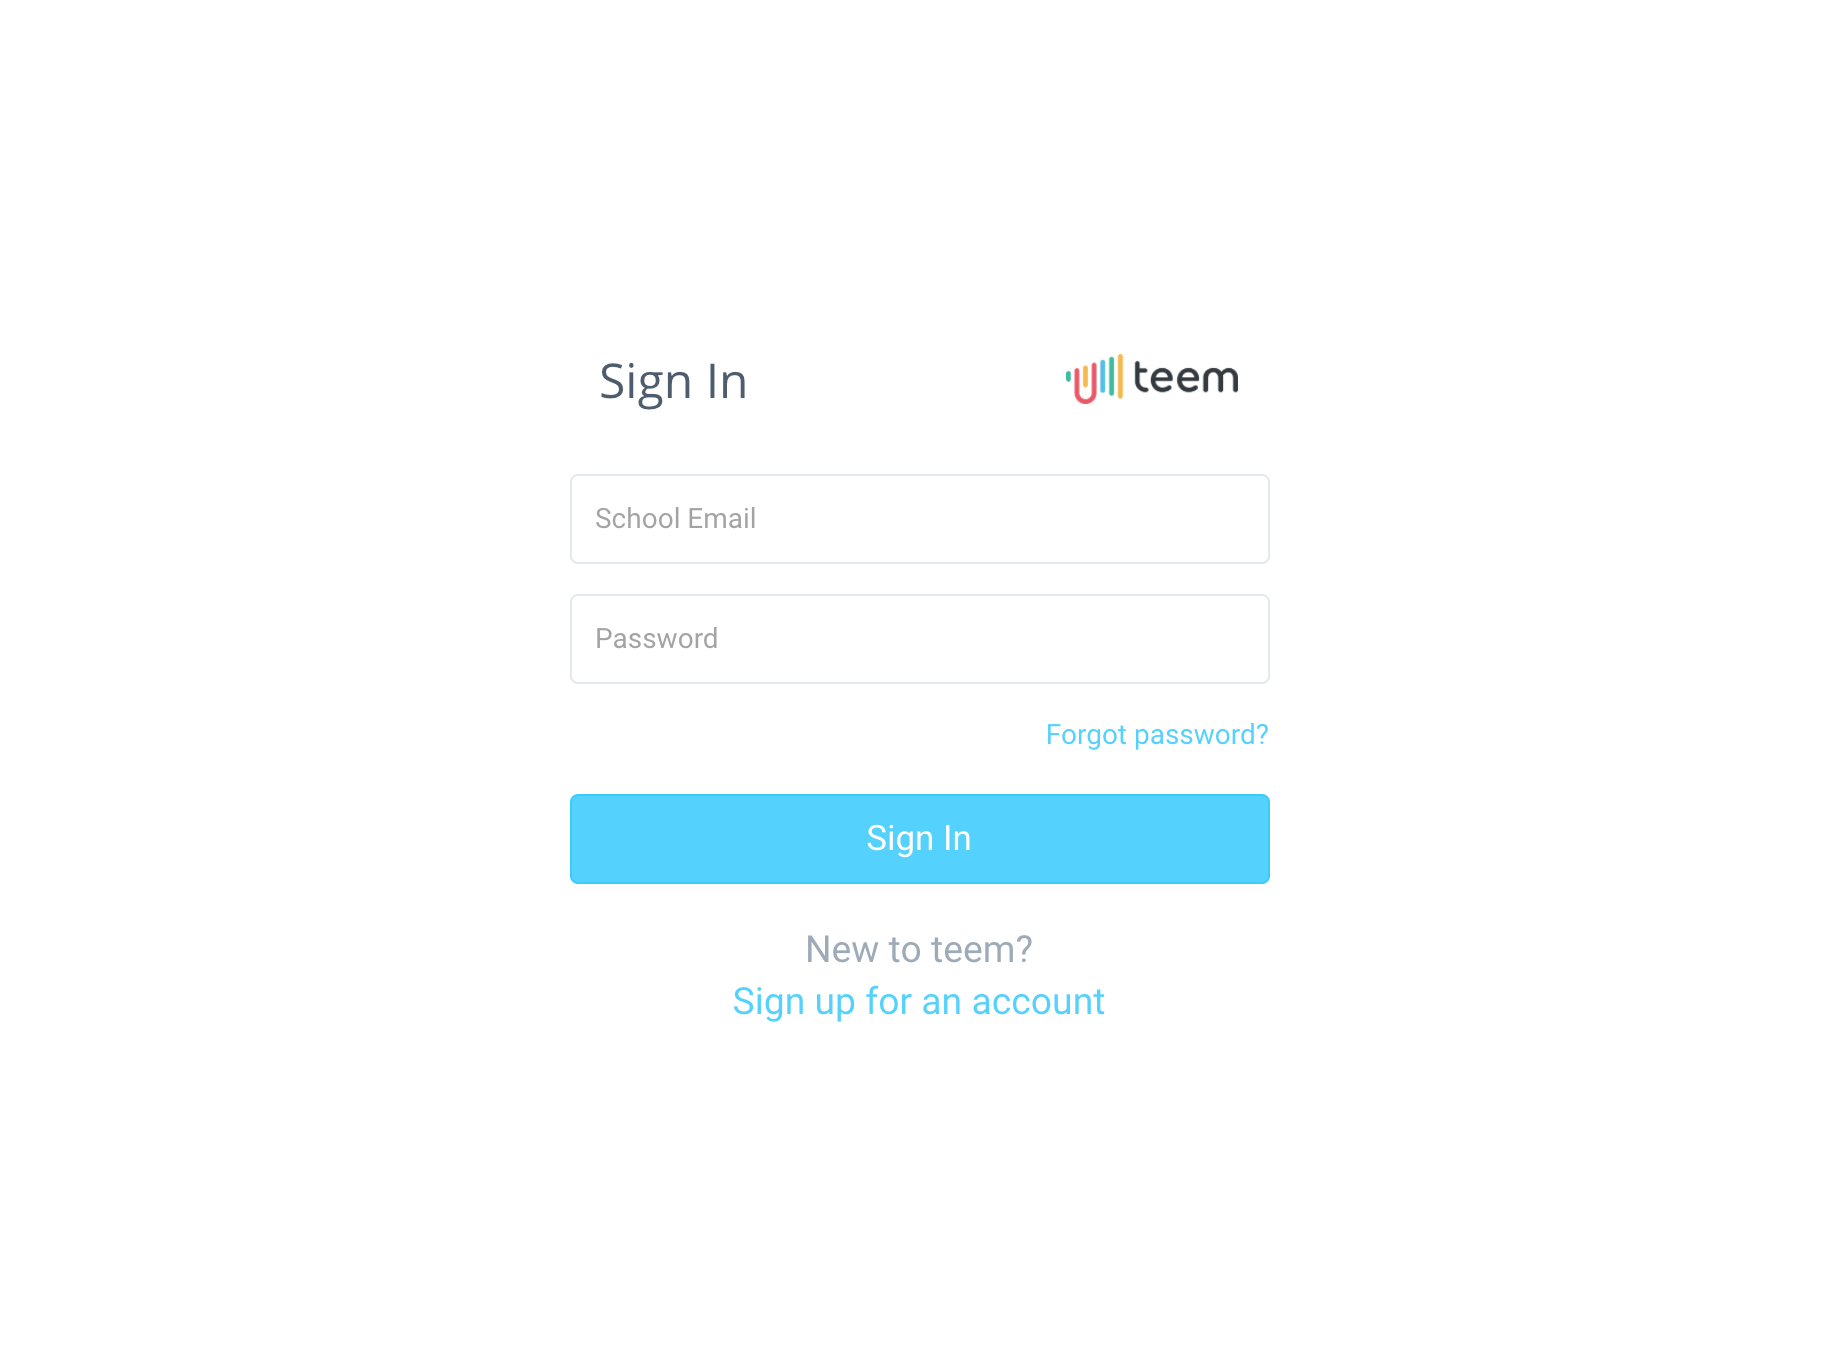 Sign In
teem
School Email
Password
Forgot password?
Sign In
New to teem?
Sign up for an account